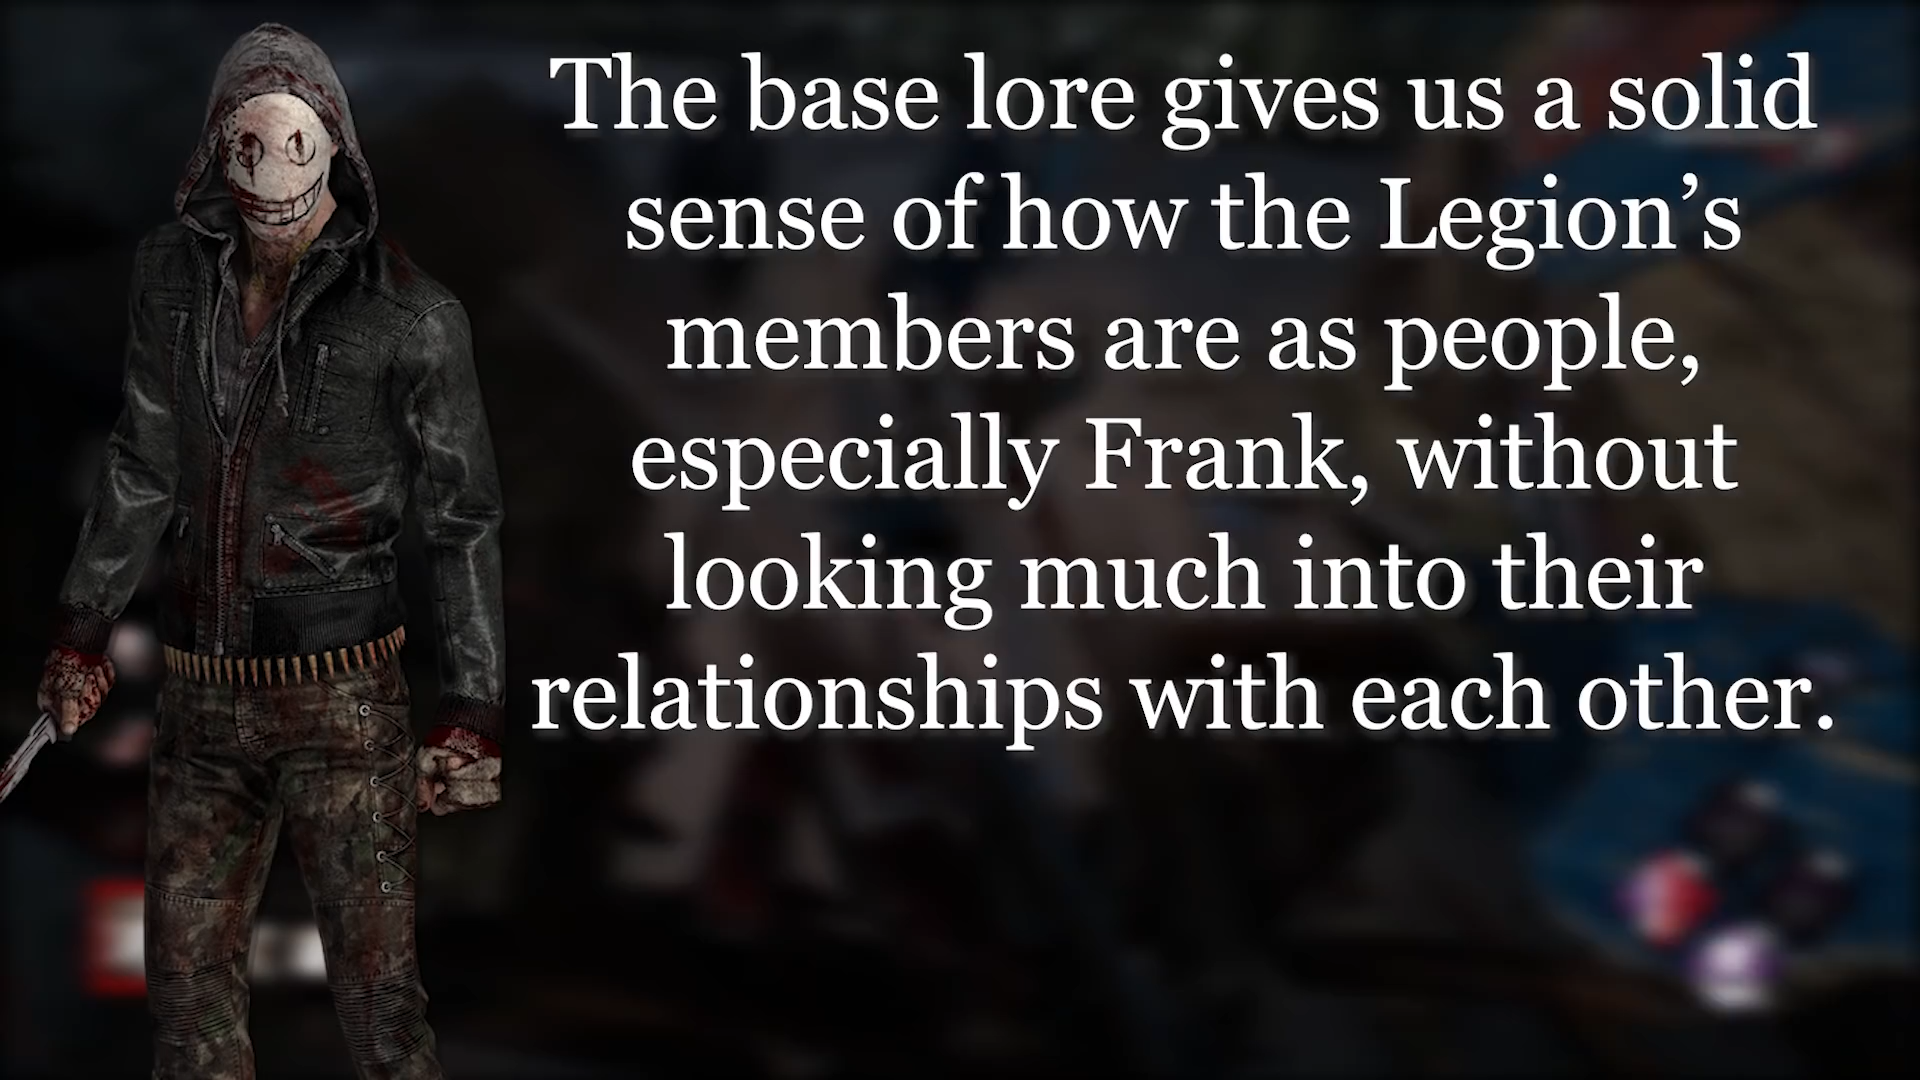 The base lore gives us a solid
sense of how the Legion’s
members are as people,
especially Frank, without
looking much into their
relationships with each other.